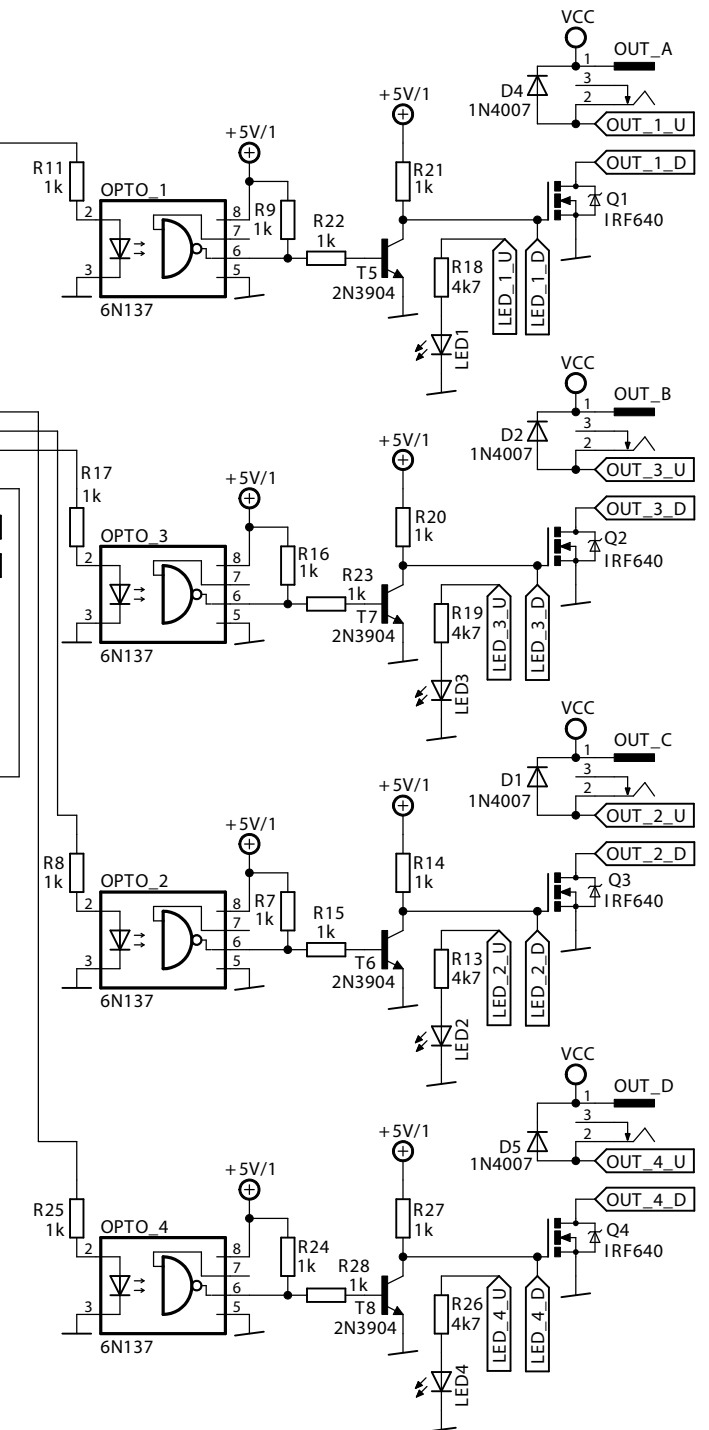 VCC
1
OUT_A
3
2
D4
1N4007
OUT_1_U
+5V/1
+5V/1
OUT_1_D
R11
1k
OPTO_1
R21
1k
Q1
IRF640
2
8
R9
1k
7
R22
1k
6
3
5
T5
2N3904
R18
4k7
LED_1_U
LED_1_D
6N137
LED1
VCC
1
OUT_B
3
2
D2
1N4007
OUT_3_U
+5V/1
+5V/1
OUT_3_D
R17
1k
OPTO_3
R20
1k
Q2
IRF640
2
8
R16
1k
7
R23
1k
6
3
5
T7
2N3904
R19
4k7
LED_3_U
LED_3_D
6N137
LED3
VCC
1
OUT_C
3
2
D1
1N4007
OUT_2_U
+5V/1
+5V/1
OUT_2_D
R8
1k
OPTO_2
R14
1k
Q3
IRF640
2
8
R7
1k
7
R15
1k
6
3
5
T6
2N3904
R13
4k7
LED_2_U
LED_2_D
6N137
LED2
VCC
1
OUT_D
3
2
D5
1N4007
OUT_4_U
+5V/1
+5V/1
OUT_4_D
R25
1k
OPTO_4
R27
1k
Q4
IRF640
2
8
R24
1k
7
R28
1k
6
3
5
T8
2N3904
R26
4k7
LED_4_U
LED_4_D
6N137
LED4